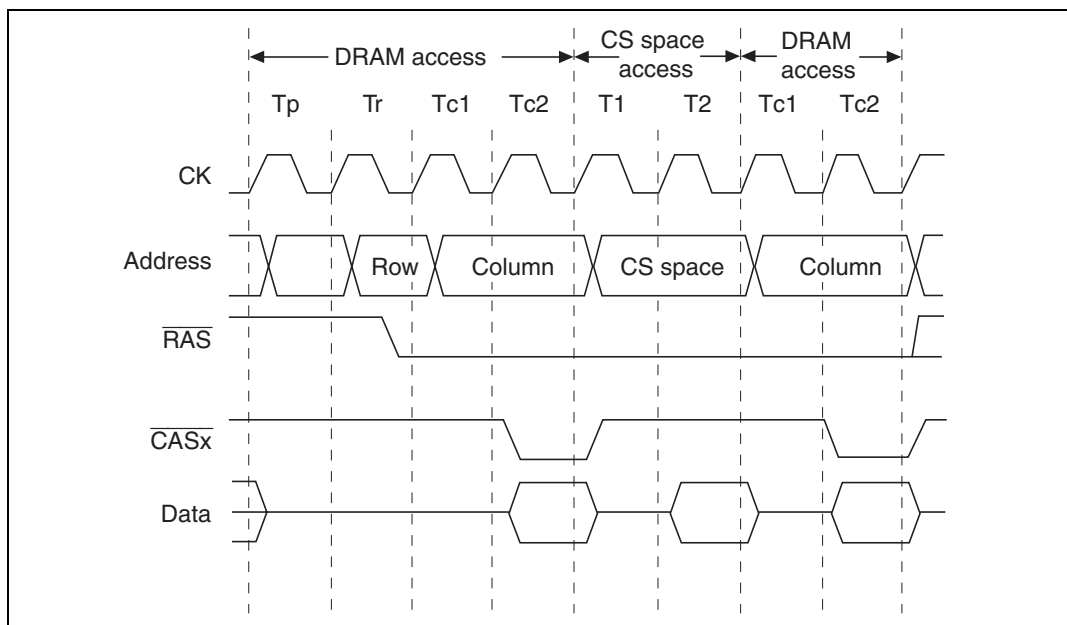 DRAM access
CS space
access
DRAM
access
Tp Tr Tc1 Tc2 T1 T2 Tc1 Tc2
CK
Address Row Column CS space Column
RAS
CASx
Data